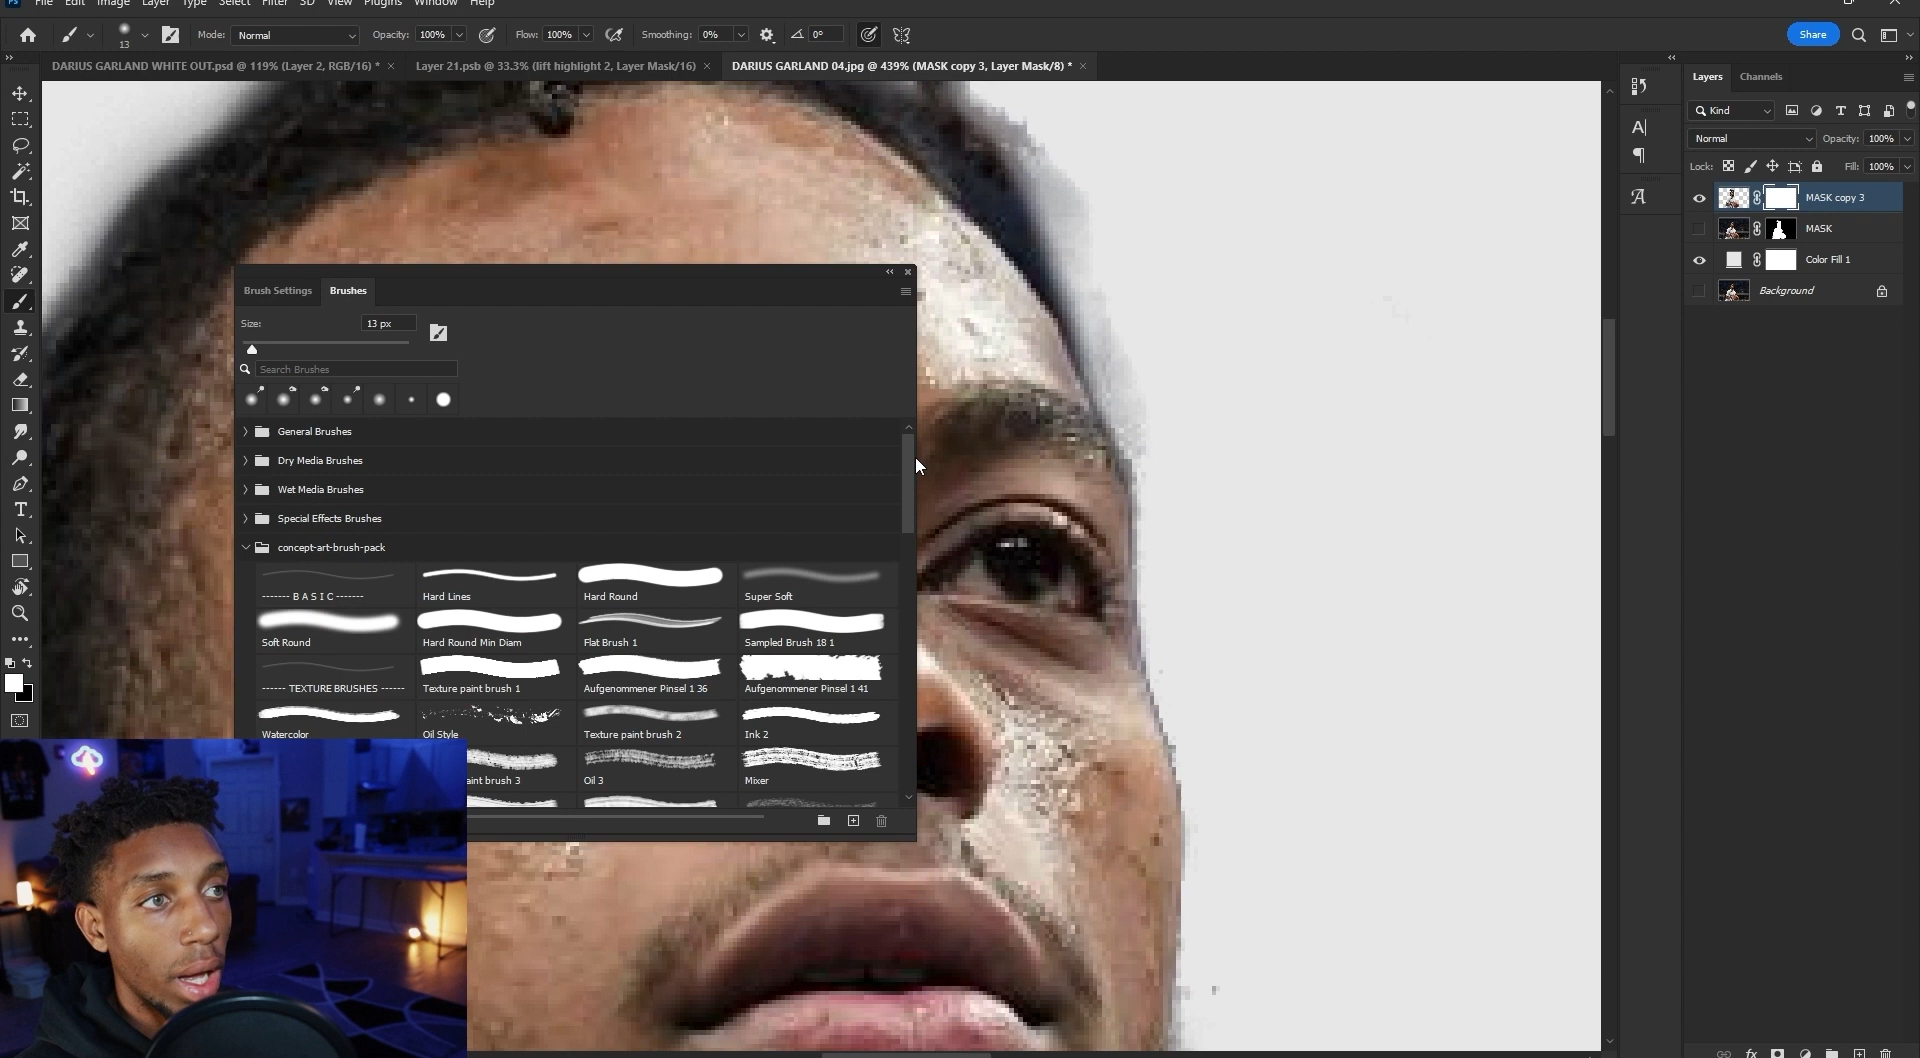 File Edit Image Layer Type Select Filter 3D View Plugins Window Help
13 Mode: Normal Opacity: 100% Flow: 100% Smoothing: 0% 0° Share
DARIUS GARLAND WHITE OUT.psd @ 119% (Layer 2, RGB/16) * × Layer 21.psb @ 33.3% (lift highlight 2, Layer Mask/16) × DARIUS GARLAND 04.jpg @ 439% (MASK copy 3, Layer Mask/8) * ×
Layers Channels
Kind
Normal Opacity: 100%
Lock: Fill: 100%
MASK copy 3
MASK
Color Fill 1
Background
Brush Settings Brushes
Size: 13 px
Search Brushes
General Brushes
Dry Media Brushes
Wet Media Brushes
Special Effects Brushes
concept-art-brush-pack
------- B A S I C ------- Hard Lines Hard Round Super Soft
Soft Round Hard Round Min Diam Flat Brush 1 Sampled Brush 18 1
------ TEXTURE BRUSHES ------ Texture paint brush 1 Aufgenommener Pinsel 1 36 Aufgenommener Pinsel 1 41
Watercolor Oil Style Texture paint brush 2 Ink 2
aint brush 3 Oil 3 Mixer